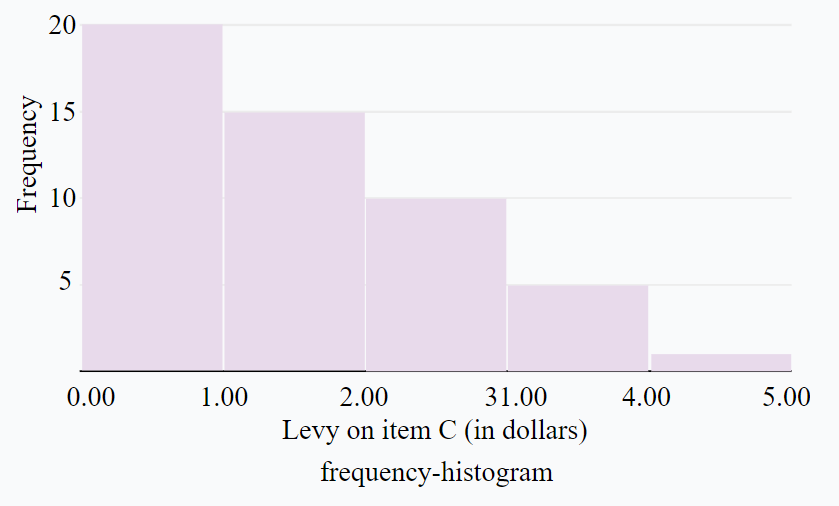 20
15
10
5
Frequency
0.00 1.00 2.00 31.00 4.00 5.00
Levy on item C (in dollars)
frequency-histogram